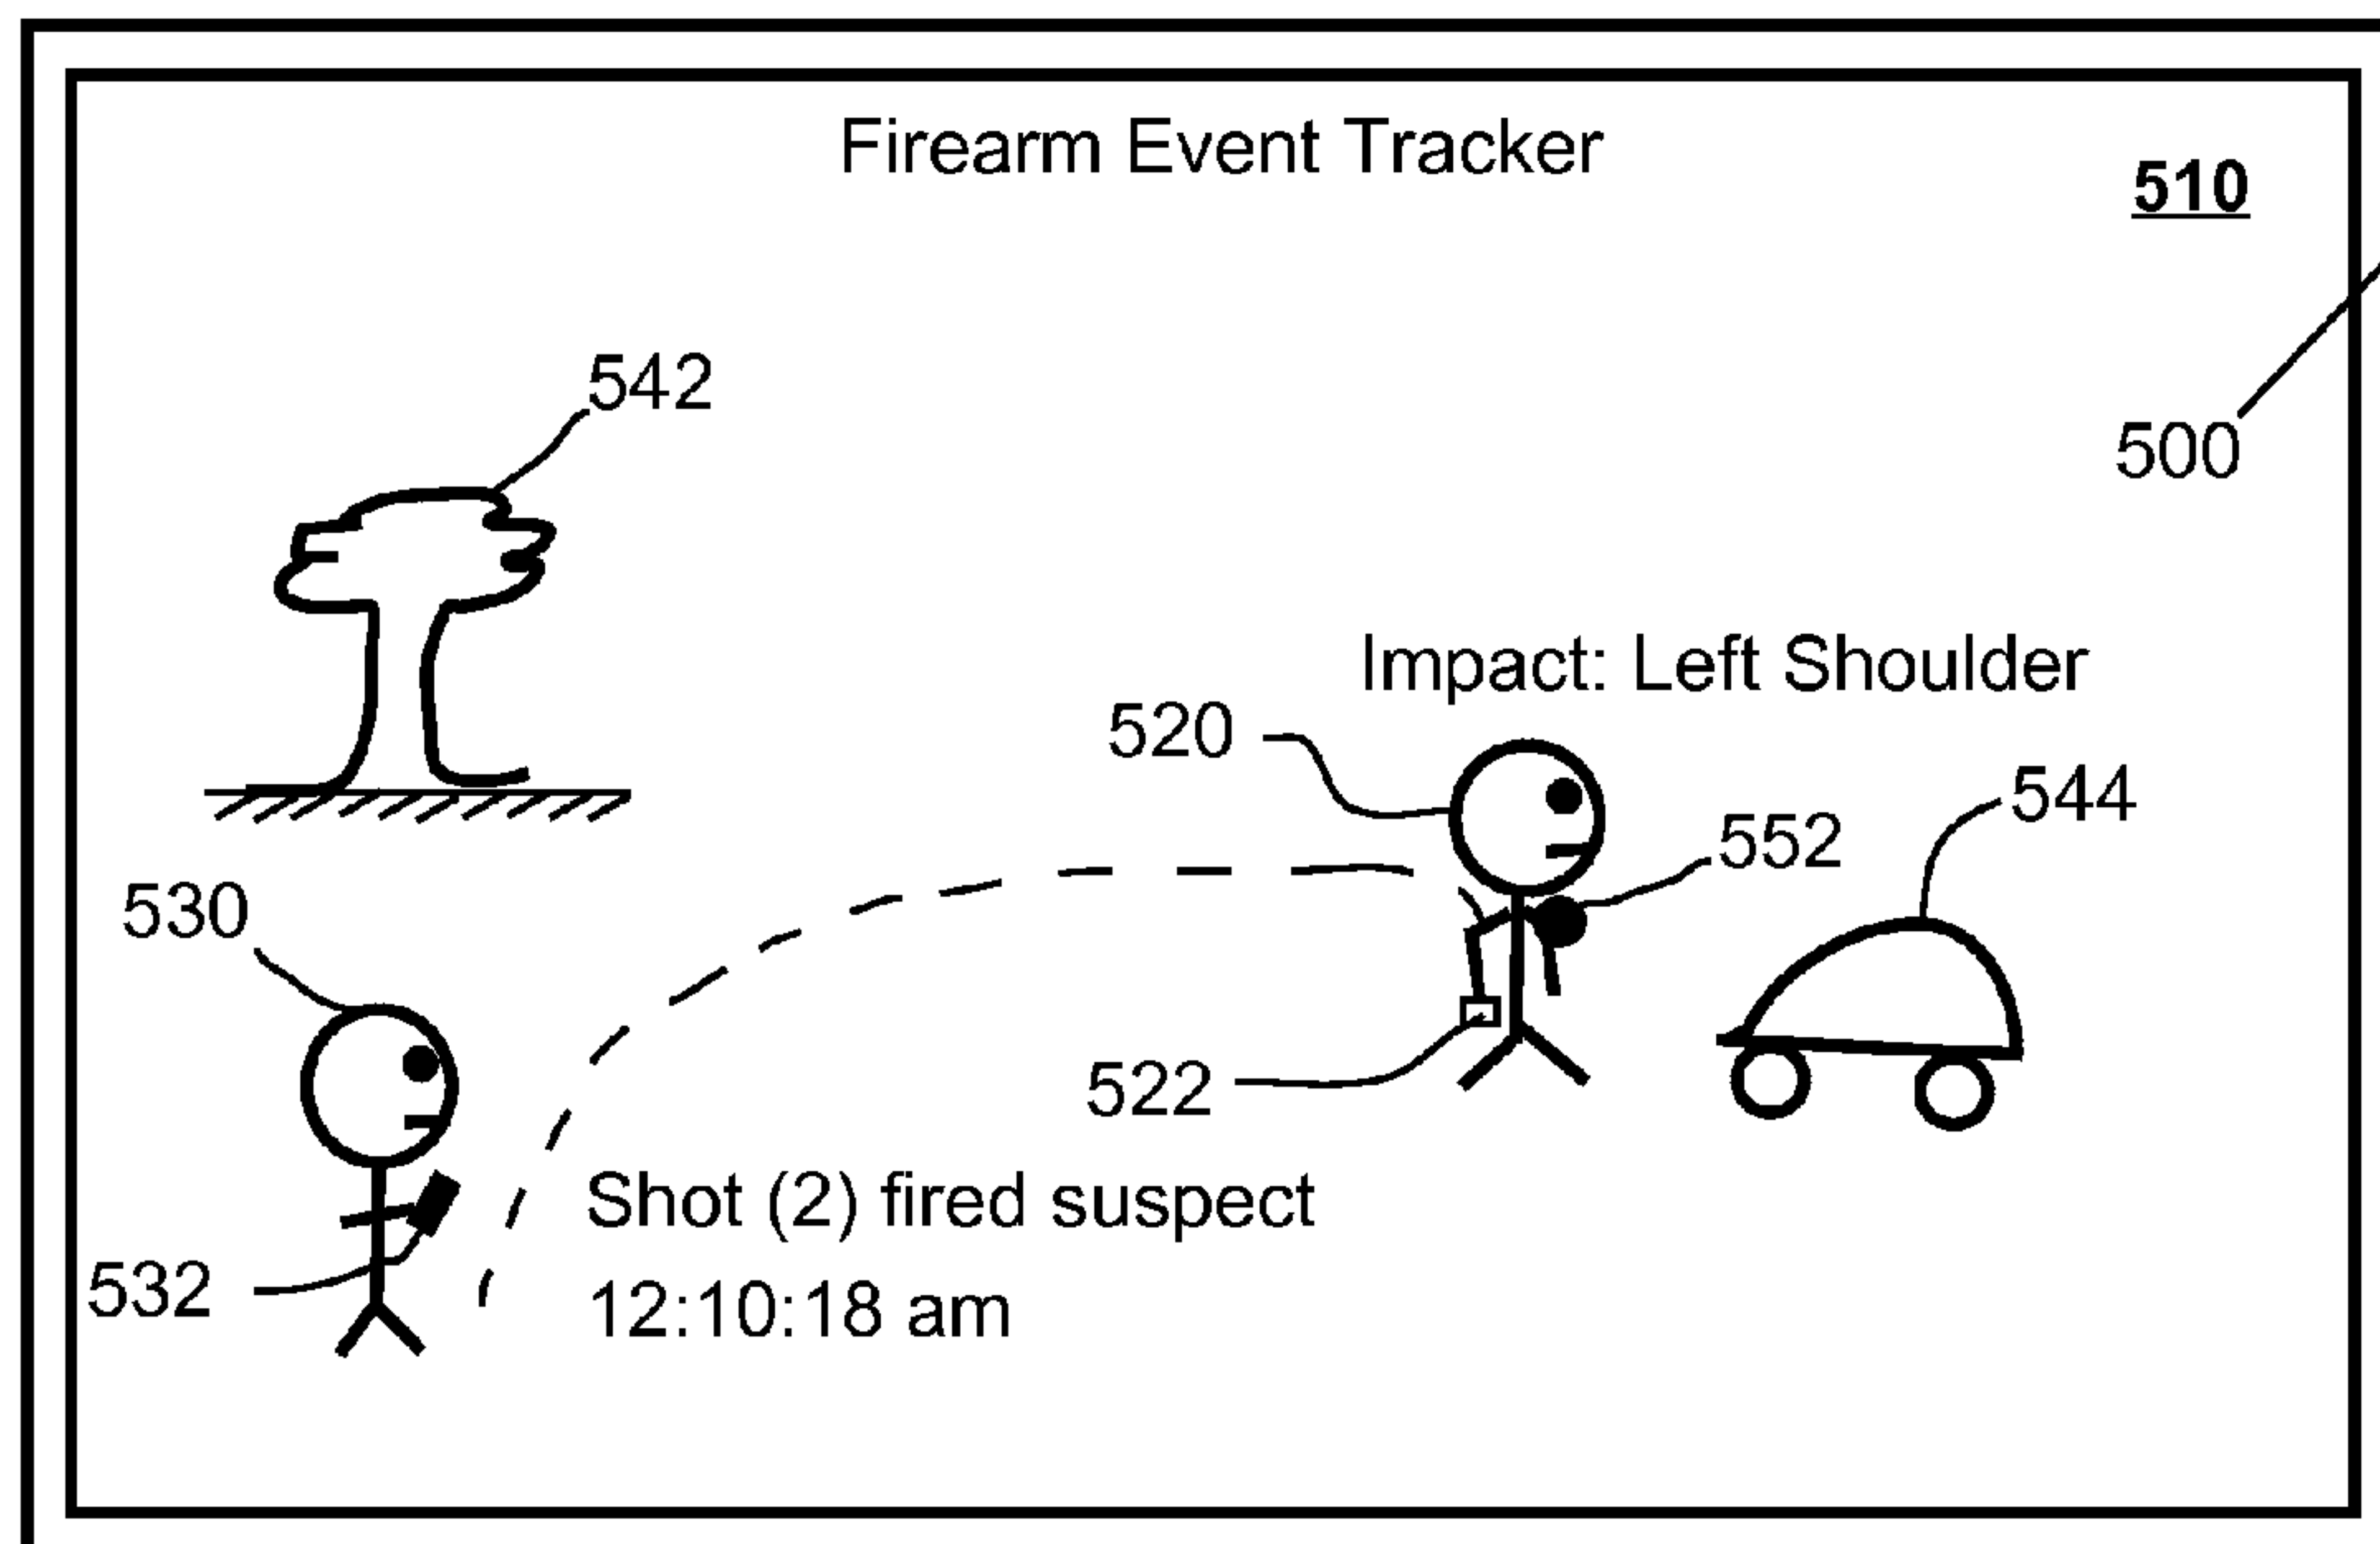 Firearm Event Tracker
510
542
500
Impact: Left Shoulder
520
544
552
530
522
Shot (2) fired suspect
532
12:10:18 am